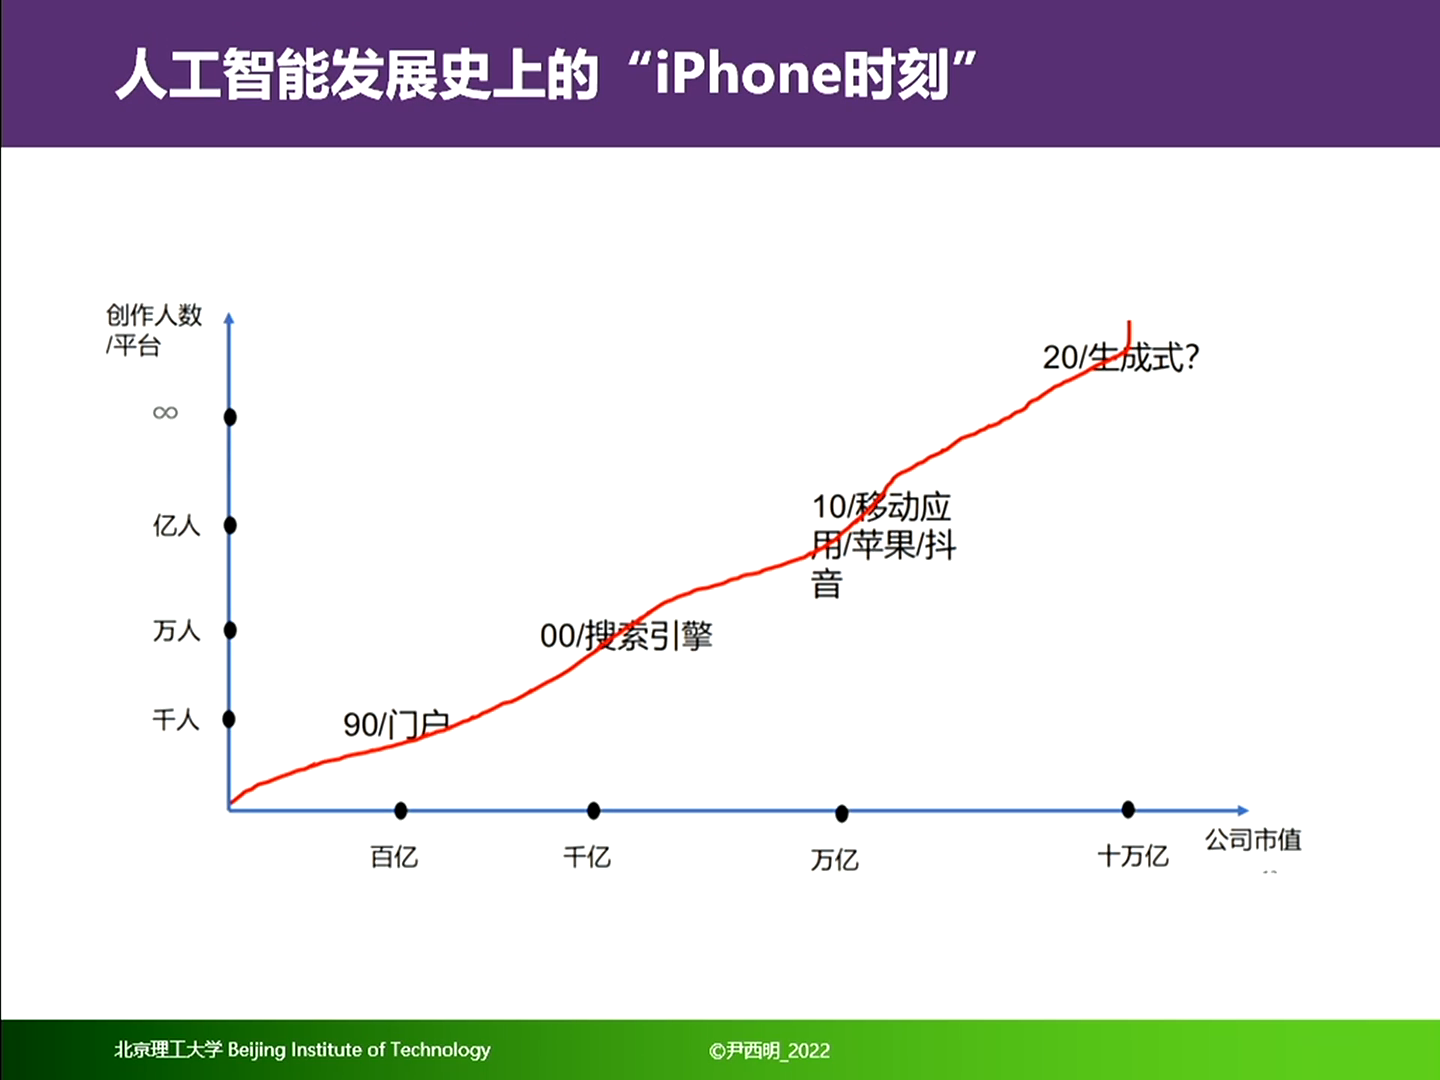 人工智能发展史上的“iPhone时刻”
创作人数
/平台
∞
亿人
万人
千人
20/生成式？
10/移动应
用/苹果/抖
音
00/搜索引擎
90/门户
百亿
千亿
万亿
十万亿
公司市值
北京理工大学 Beijing Institute of Technology
©尹西明_2022